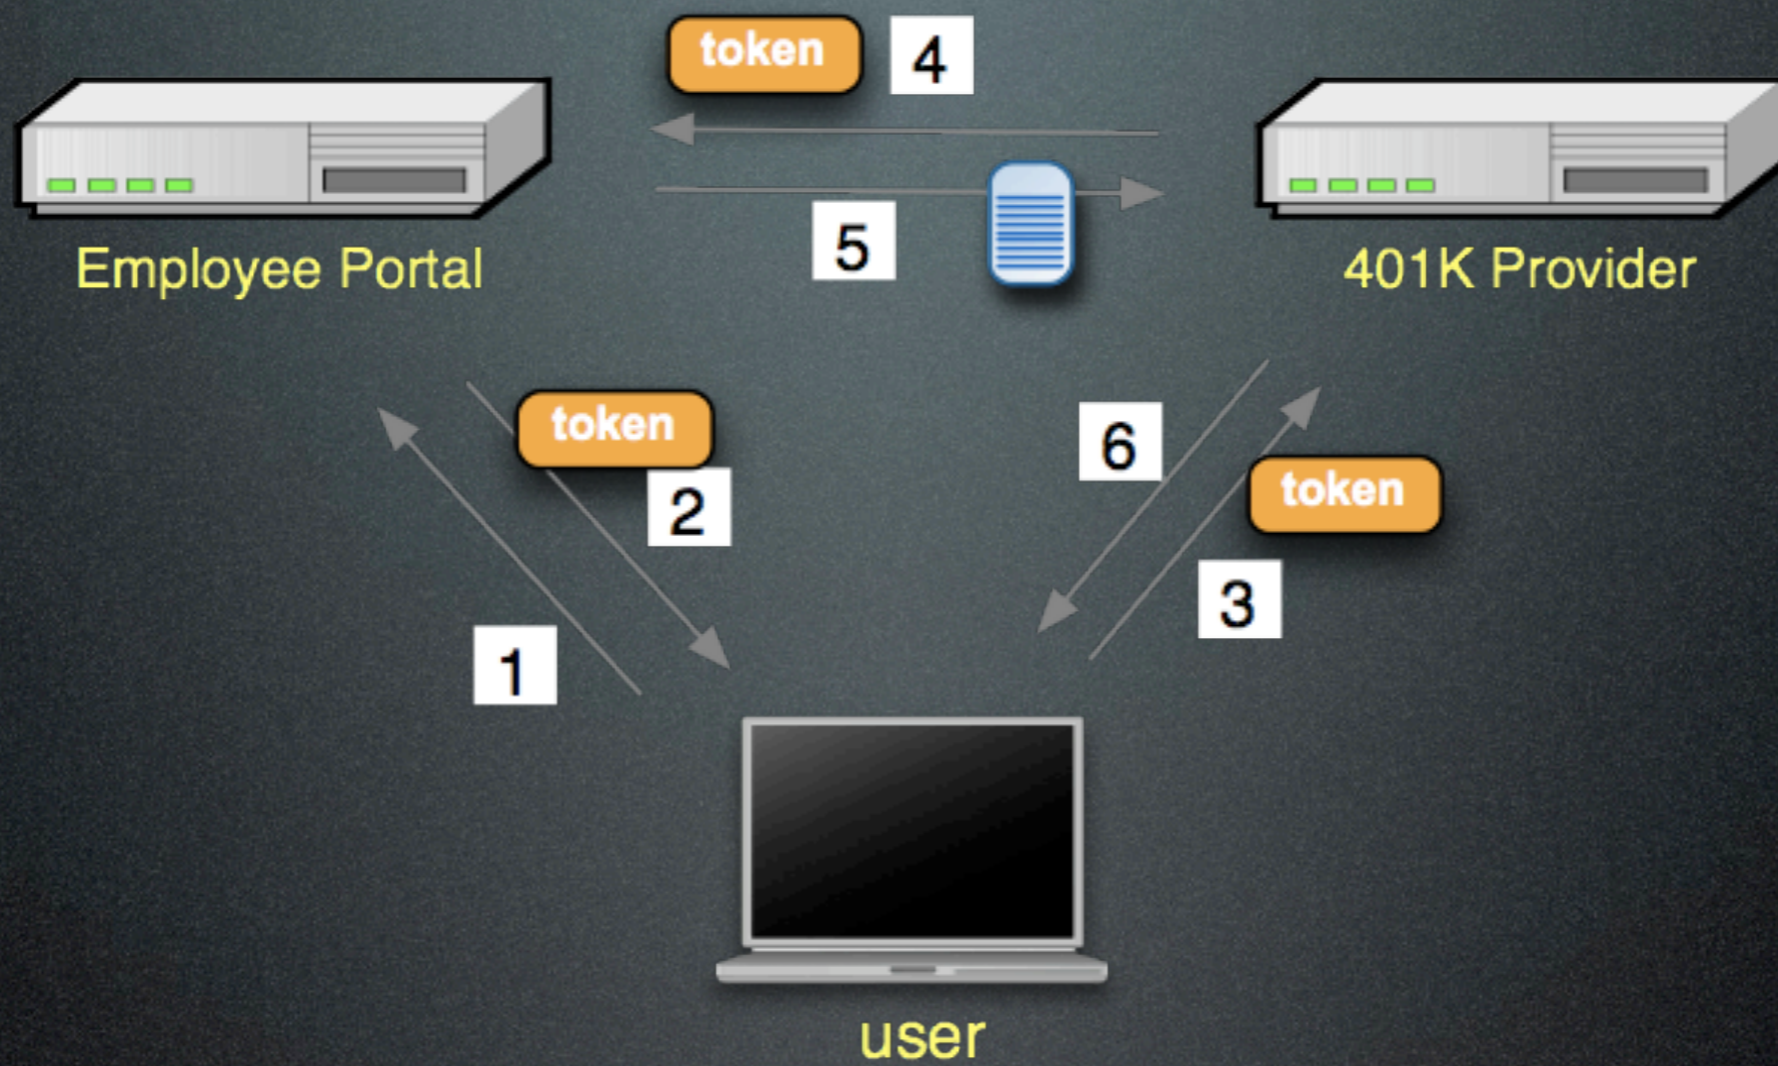 token
4
5
Employee Portal
401K Provider
token
2
6
token
3
1
user